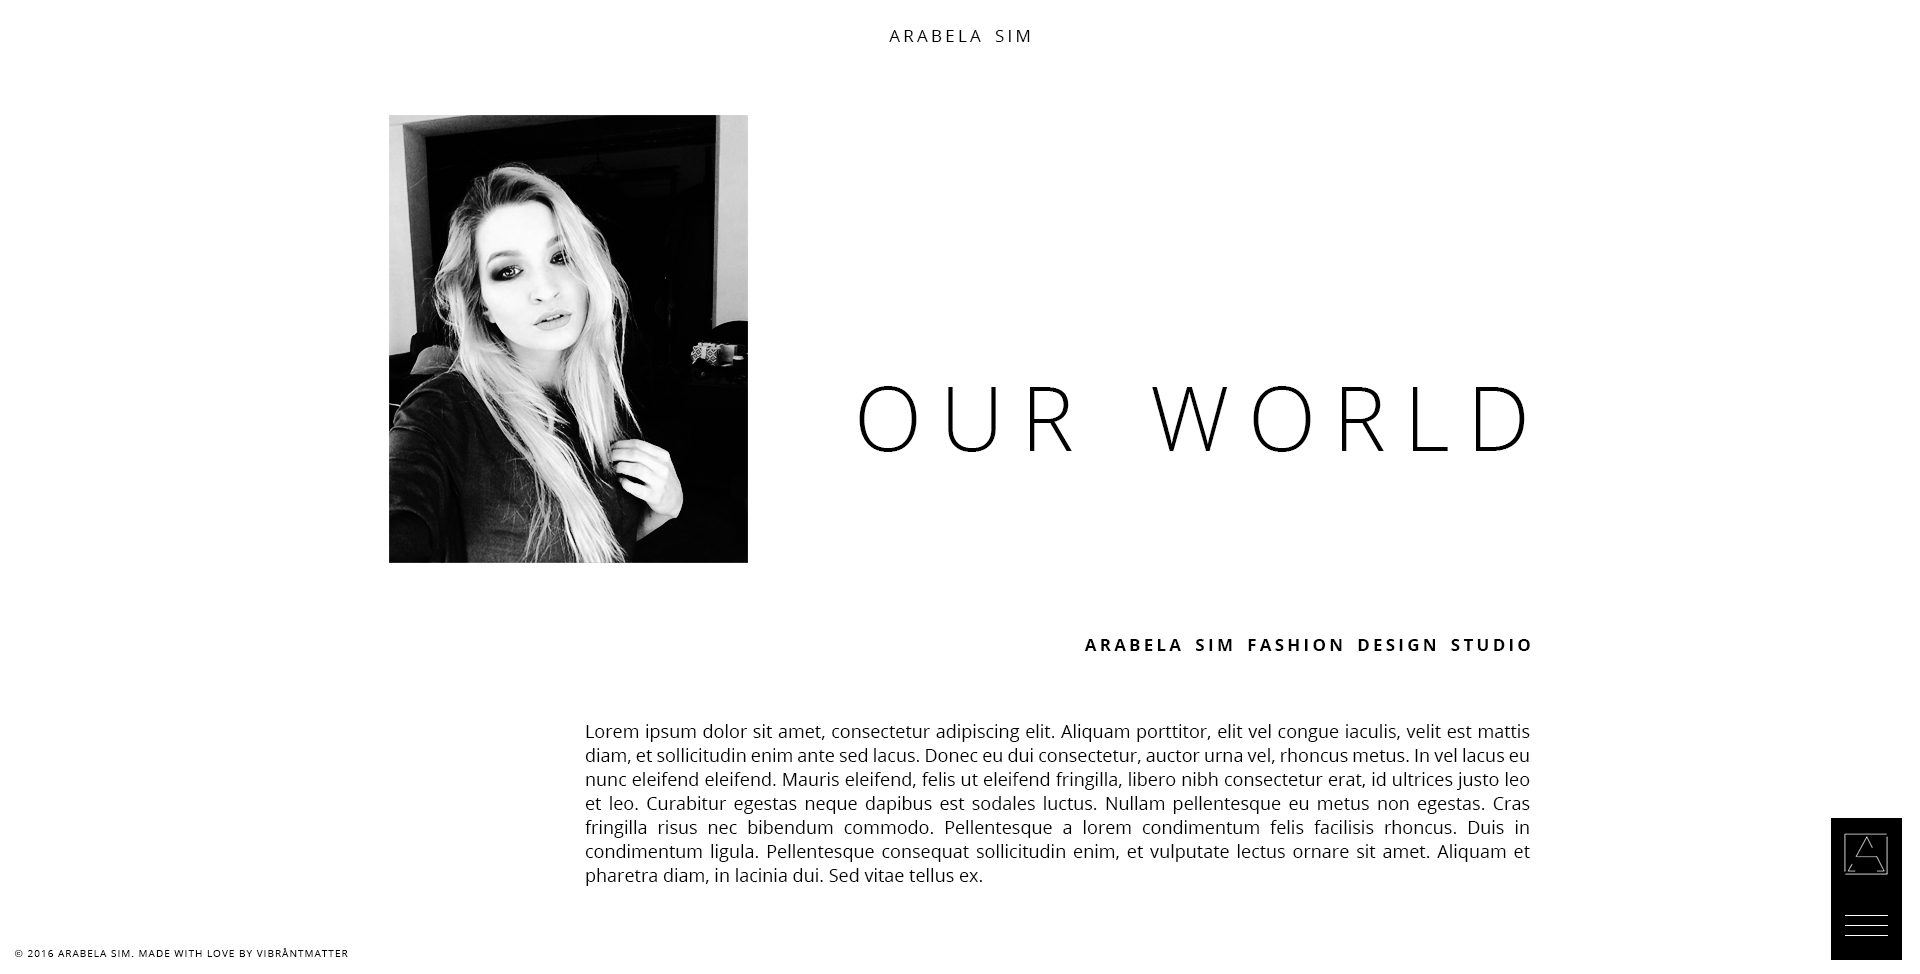 ARABELA SIM
OUR WORLD
ARABELA SIM FASHION DESIGN STUDIO
Lorem ipsum dolor sit amet, consectetur adipiscing elit. Aliquam porttitor, elit vel congue iaculis, velit est mattis
diam, et sollicitudin enim ante sed lacus. Donec eu dui consectetur, auctor urna vel, rhoncus metus. In vel lacus eu
nunc eleifend eleifend. Mauris eleifend, felis ut eleifend fringilla, libero nibh consectetur erat, id ultrices justo leo
et leo. Curabitur egestas neque dapibus est sodales luctus. Nullam pellentesque eu metus non egestas. Cras
fringilla risus nec bibendum commodo. Pellentesque a lorem condimentum felis facilisis rhoncus. Duis in
condimentum ligula. Pellentesque consequat sollicitudin enim, et vulputate lectus ornare sit amet. Aliquam et
pharetra diam, in lacinia dui. Sed vitae tellus ex.
© 2016 ARABELA SIM. MADE WITH LOVE BY VIBRÅNTMATTER